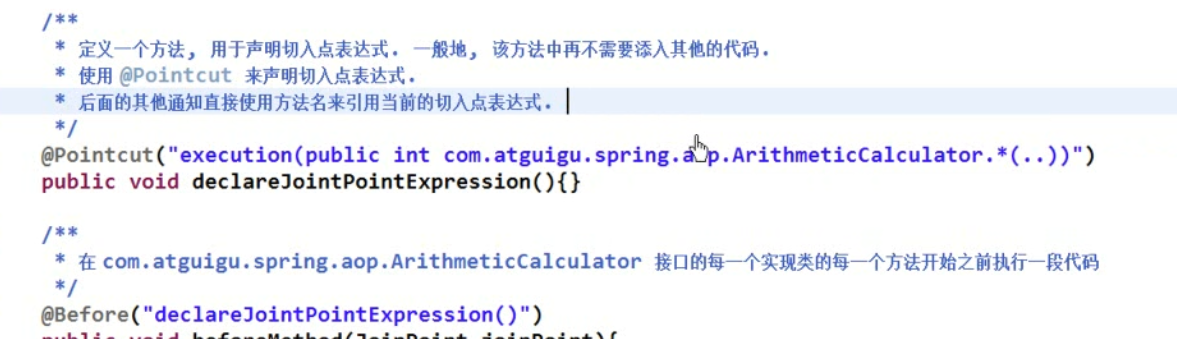 /**
 * 定义一个方法, 用于声明切入点表达式. 一般地, 该方法中再不需要添入其他的代码.
 * 使用 @Pointcut 来声明切入点表达式.
 * 后面的其他通知直接使用方法名来引用当前的切入点表达式.
 */
@Pointcut("execution(public int com.atguigu.spring.aop.ArithmeticCalculator.*(..))")
public void declareJointPointExpression(){}
/**
 * 在 com.atguigu.spring.aop.ArithmeticCalculator 接口的每一个实现类的每一个方法开始之前执行一段代码
 */
@Before("declareJointPointExpression()")
public void beforeMethod(JoinPoint joinPoint){